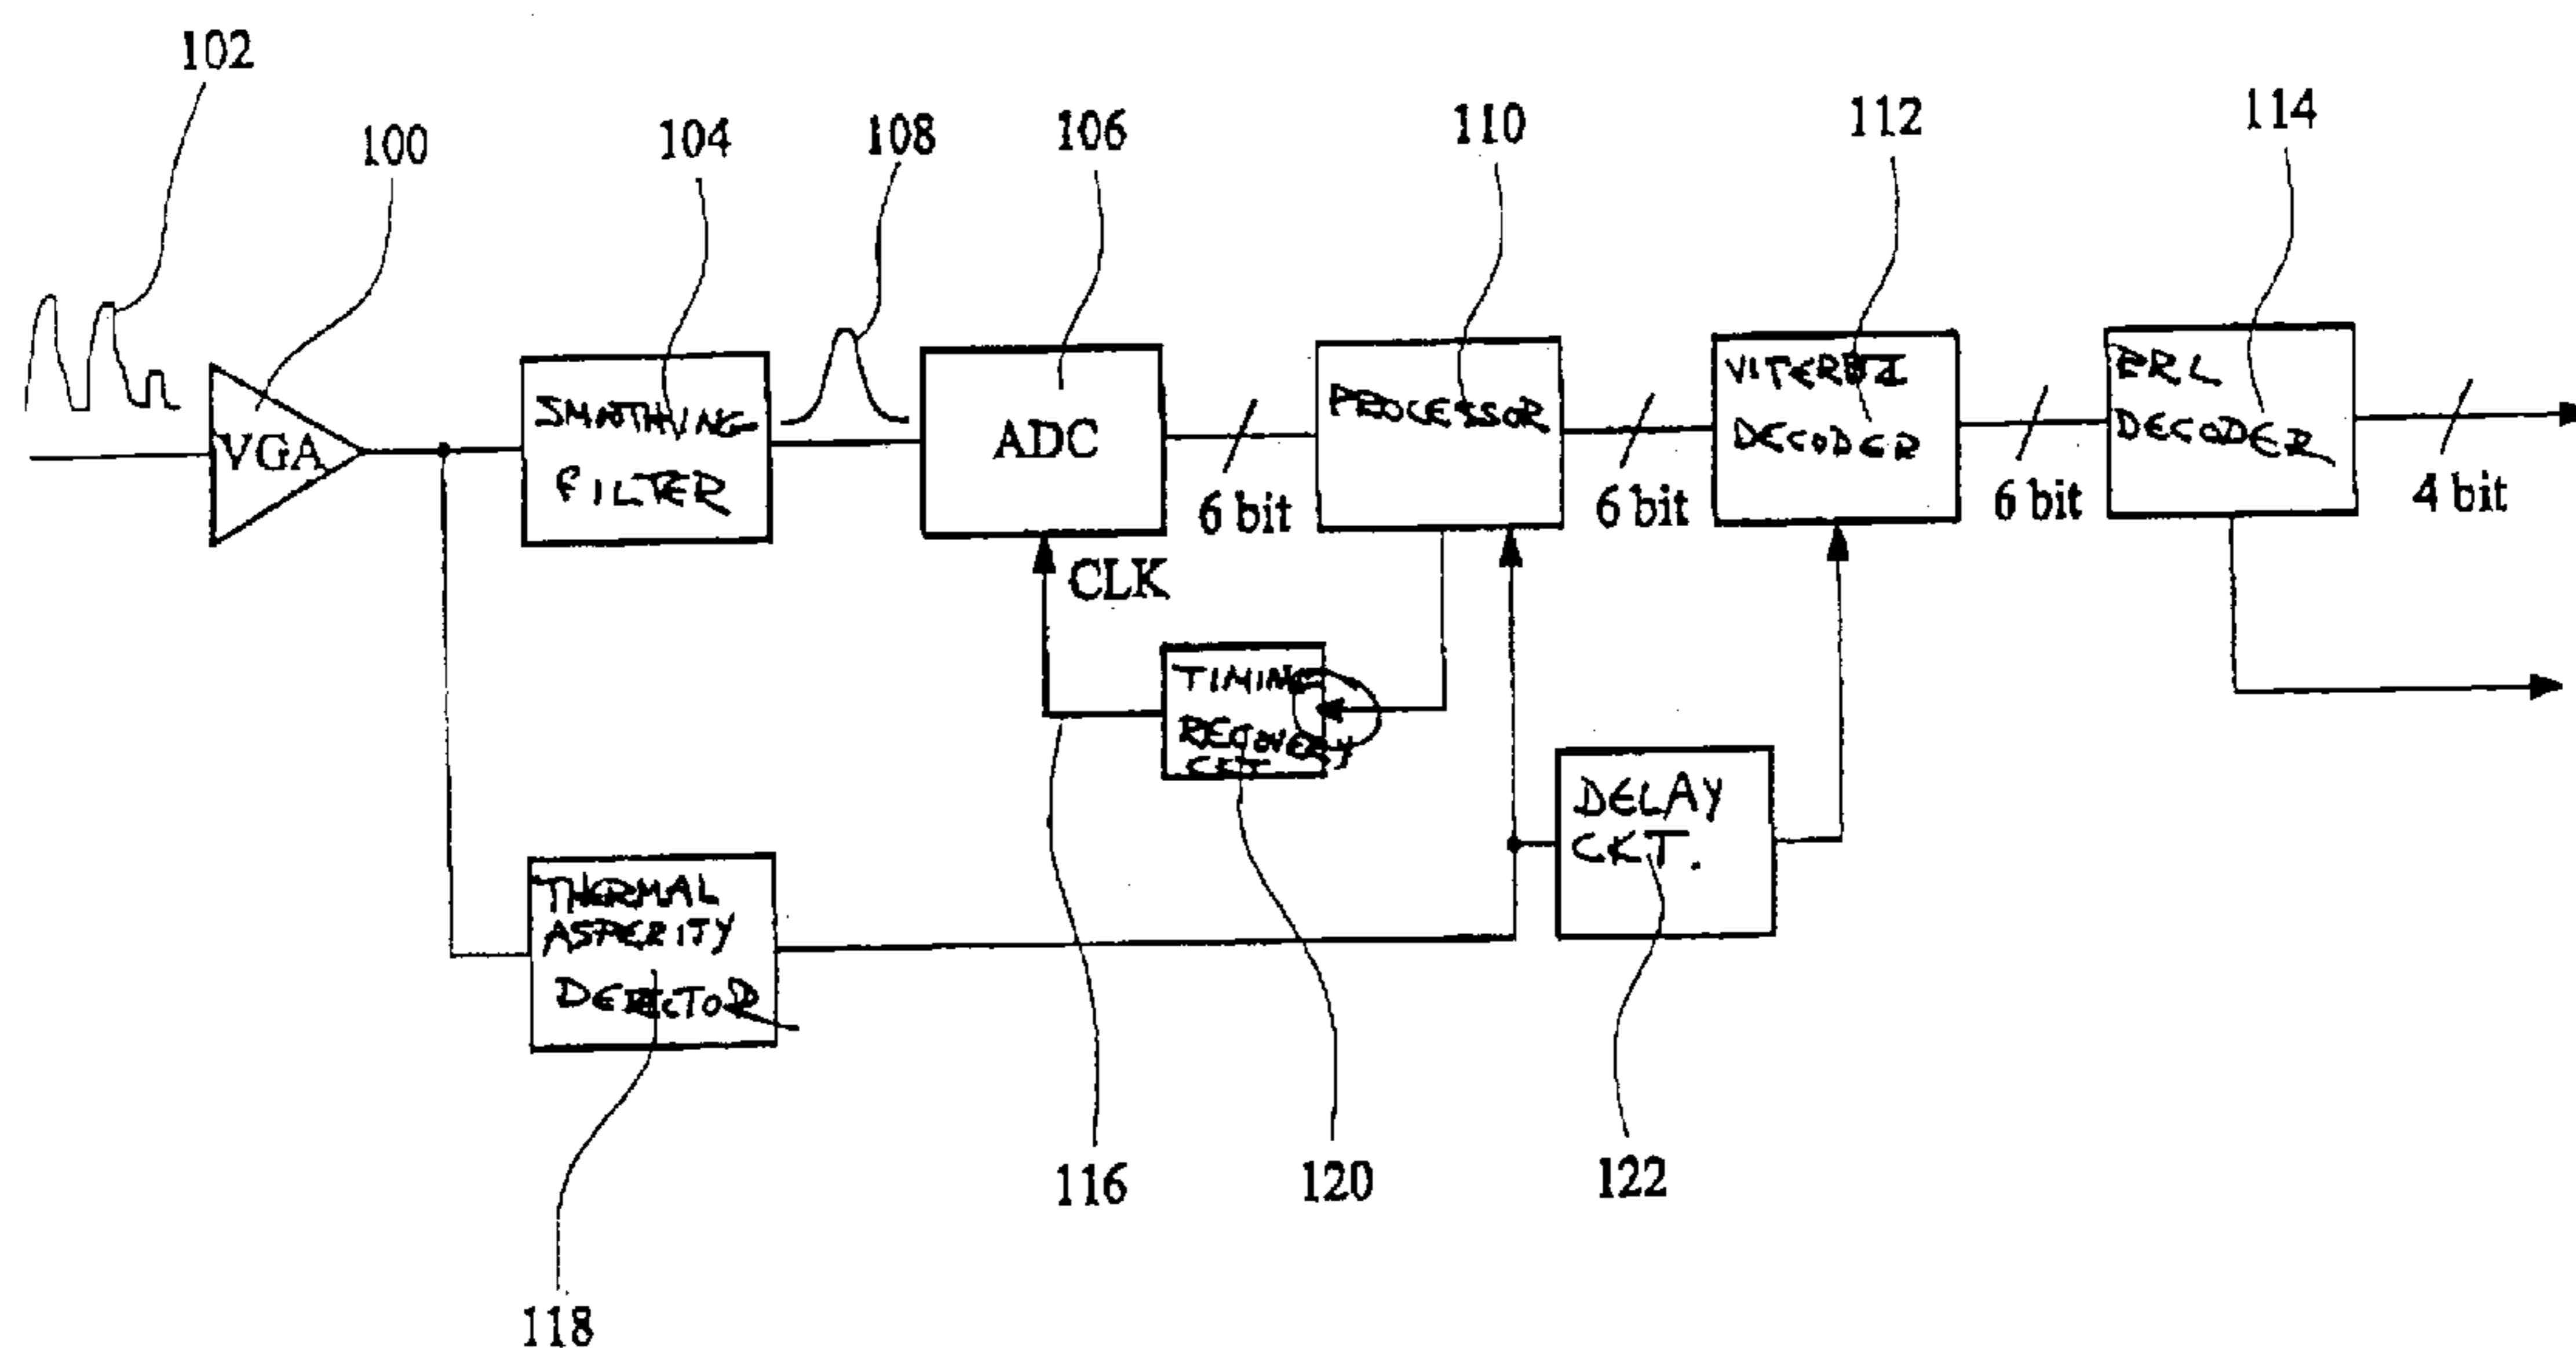 102
100
104
108
106
110
112
114
VGA
SMOOTHING
FILTER
ADC
PROCESSOR
VITERBI
DECODER
DECODER
6 bit
6 bit
6 bit
4 bit
CLK
TIMING
RECOVERY
CKT
DELAY
CKT.
THERMAL
ASPERITY
DETECTOR
116
120
122
118